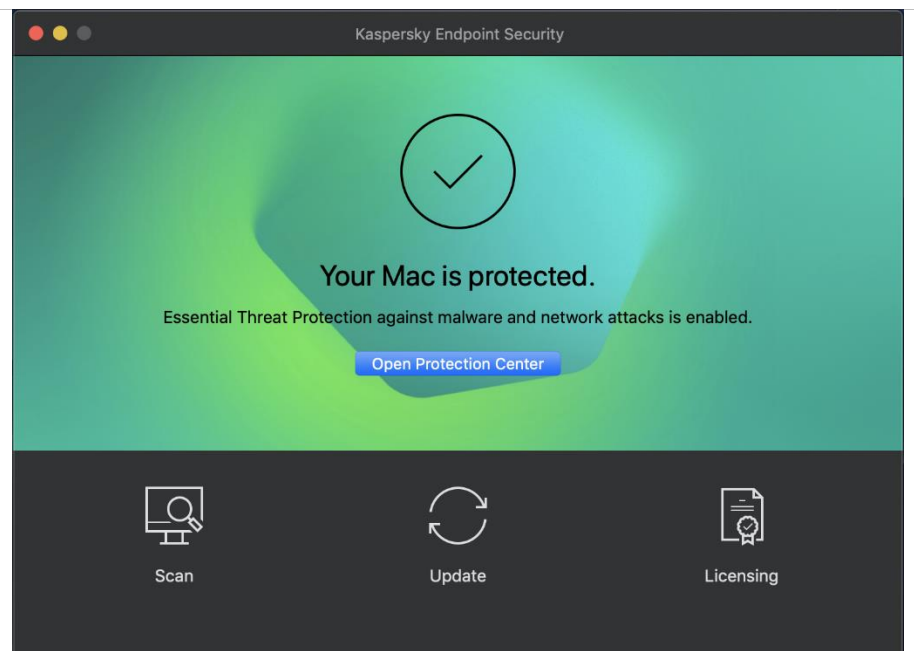 Kaspersky Endpoint Security
Your Mac is protected.
Essential Threat Protection against malware and network attacks is enabled.
Open Protection Center
Scan
Update
Licensing